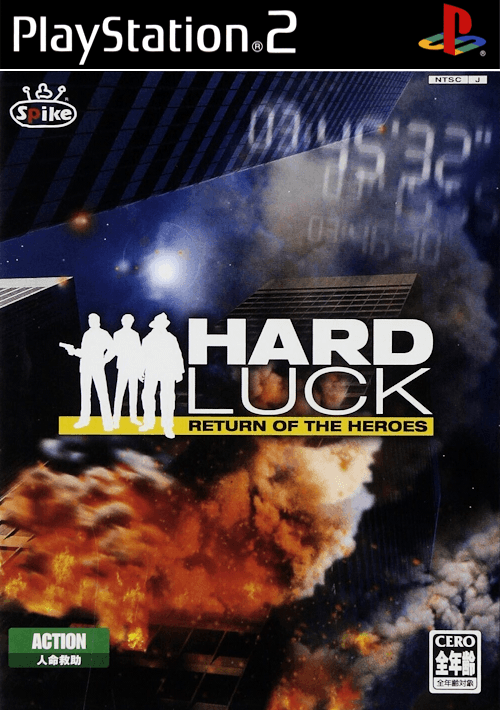 PlayStation®2
NTSC J
Spike
HARD
LUCK
RETURN OF THE HEROES
ACTION
人命救助
CERO
全年齢
全年齢対象